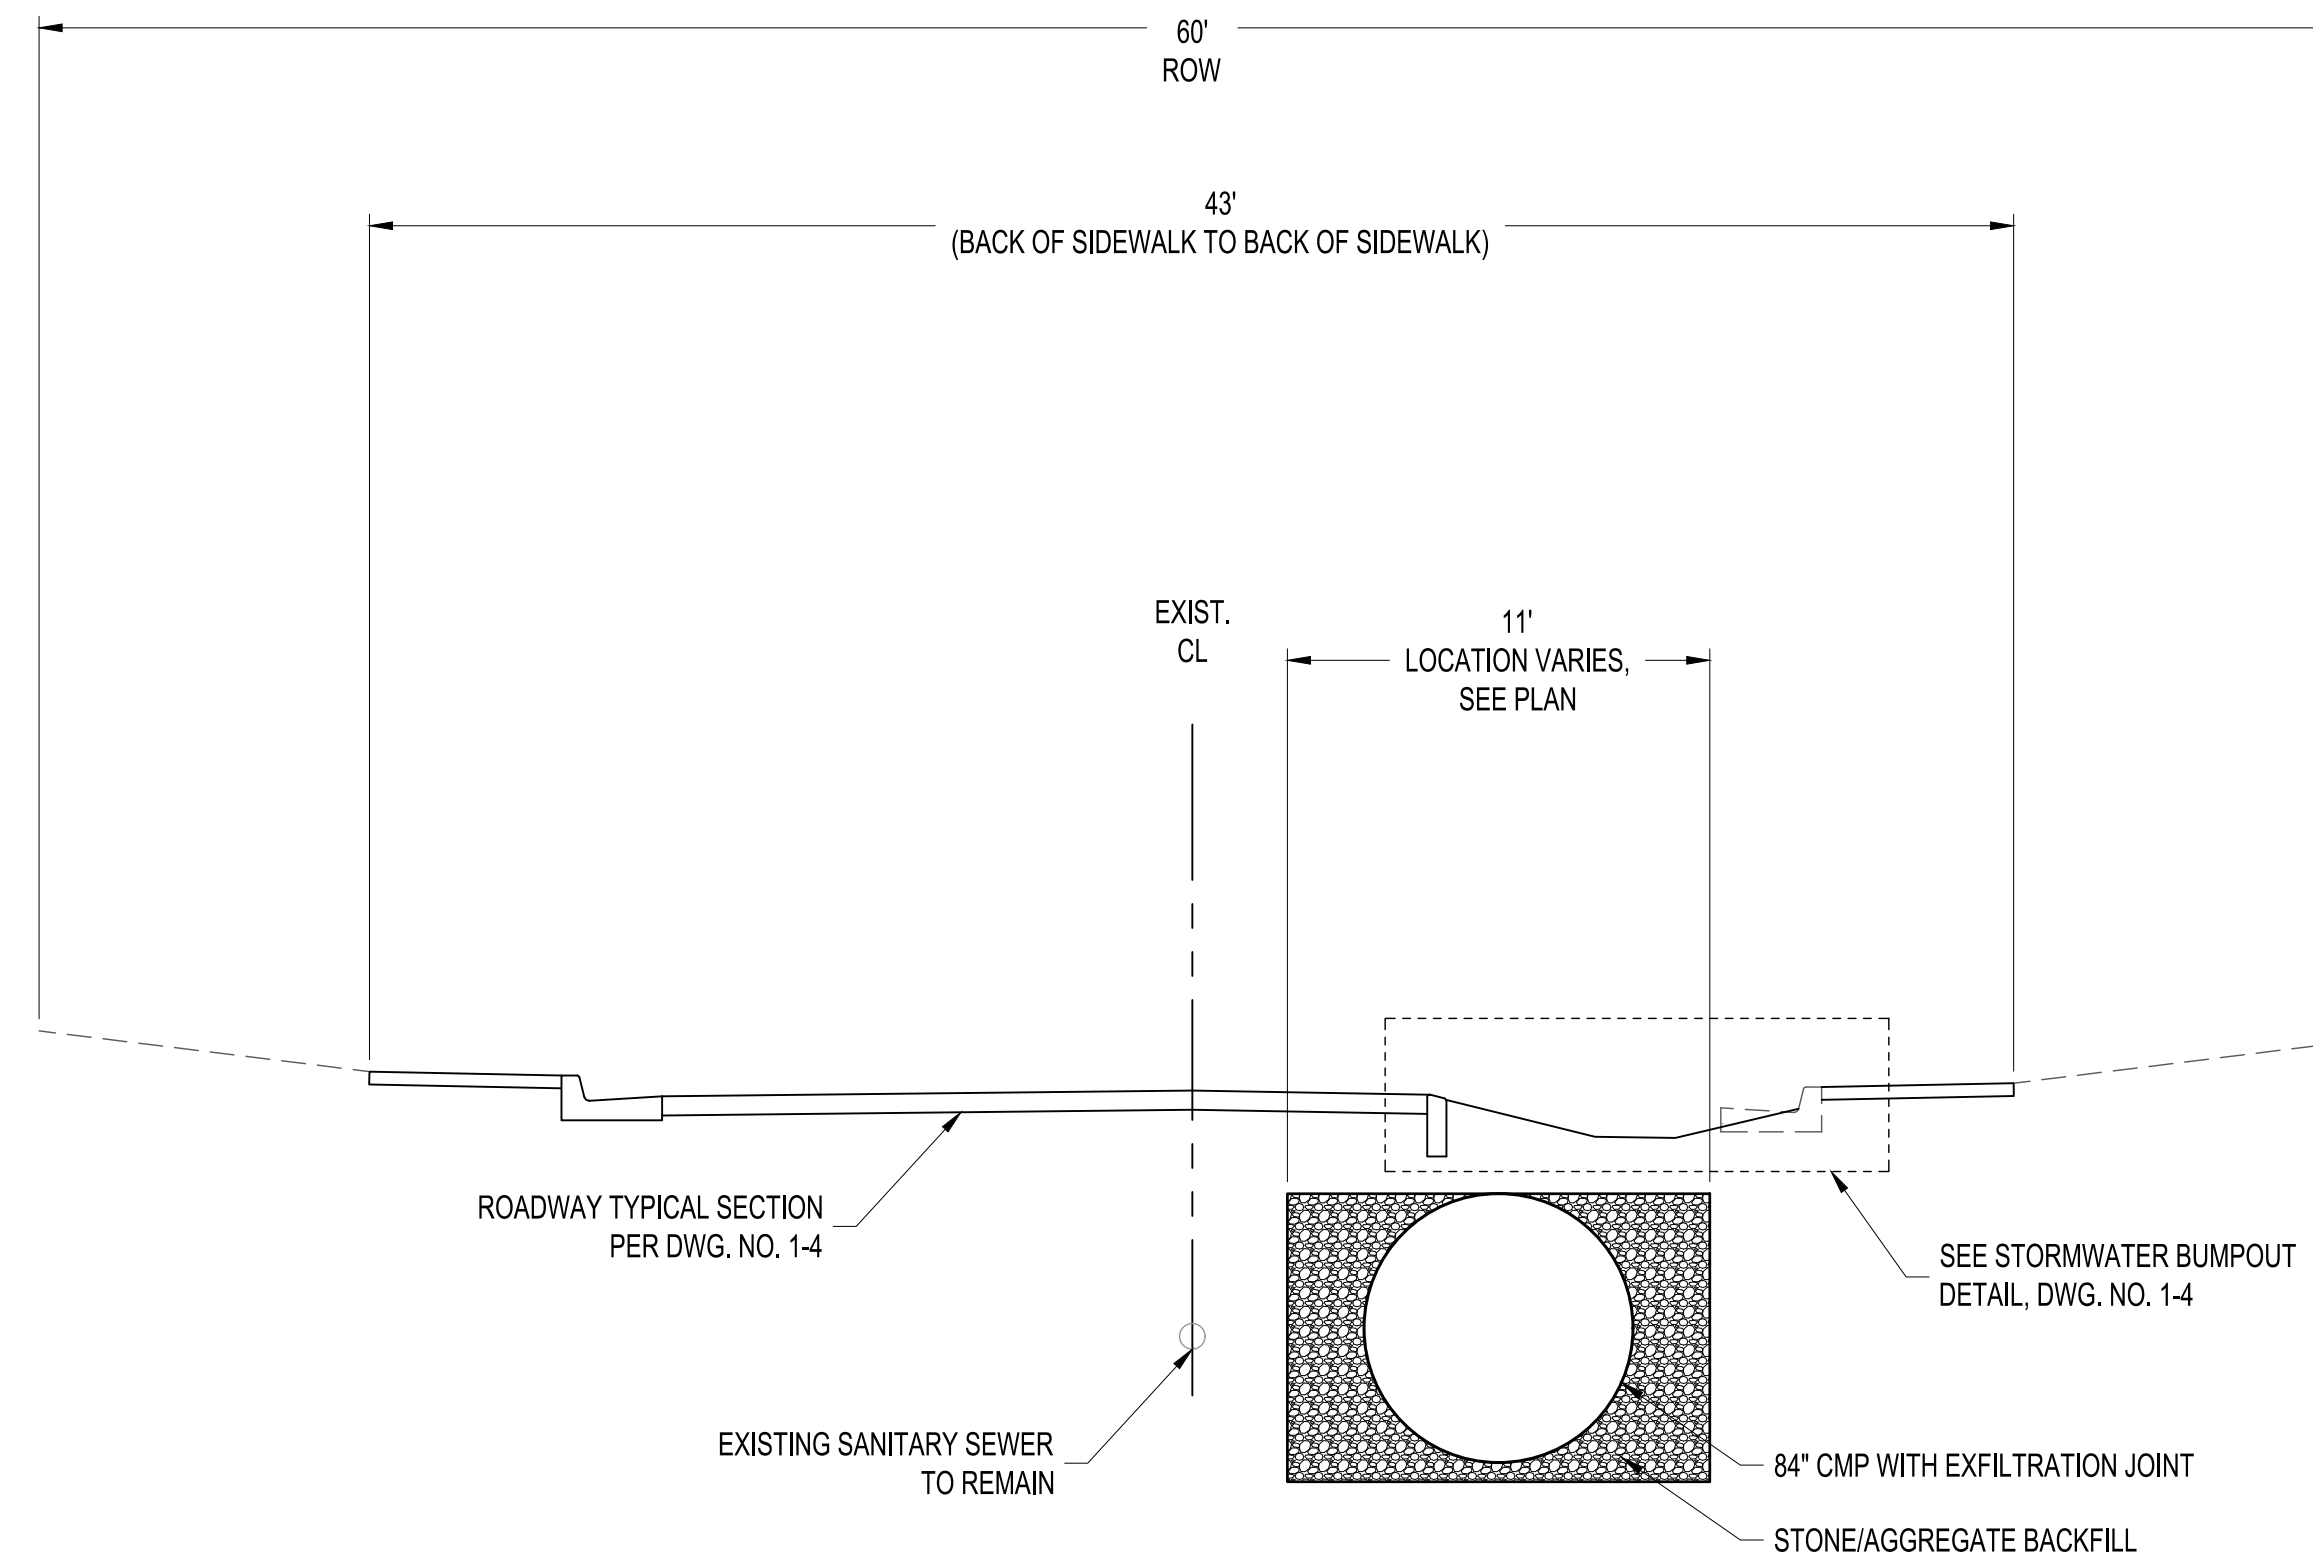 60'
ROW
43'
(BACK OF SIDEWALK TO BACK OF SIDEWALK)
EXIST.
CL
11'
LOCATION VARIES,
SEE PLAN
ROADWAY TYPICAL SECTION
PER DWG. NO. 1-4
SEE STORMWATER BUMPOUT
DETAIL, DWG. NO. 1-4
EXISTING SANITARY SEWER
TO REMAIN
84" CMP WITH EXFILTRATION JOINT
STONE/AGGREGATE BACKFILL